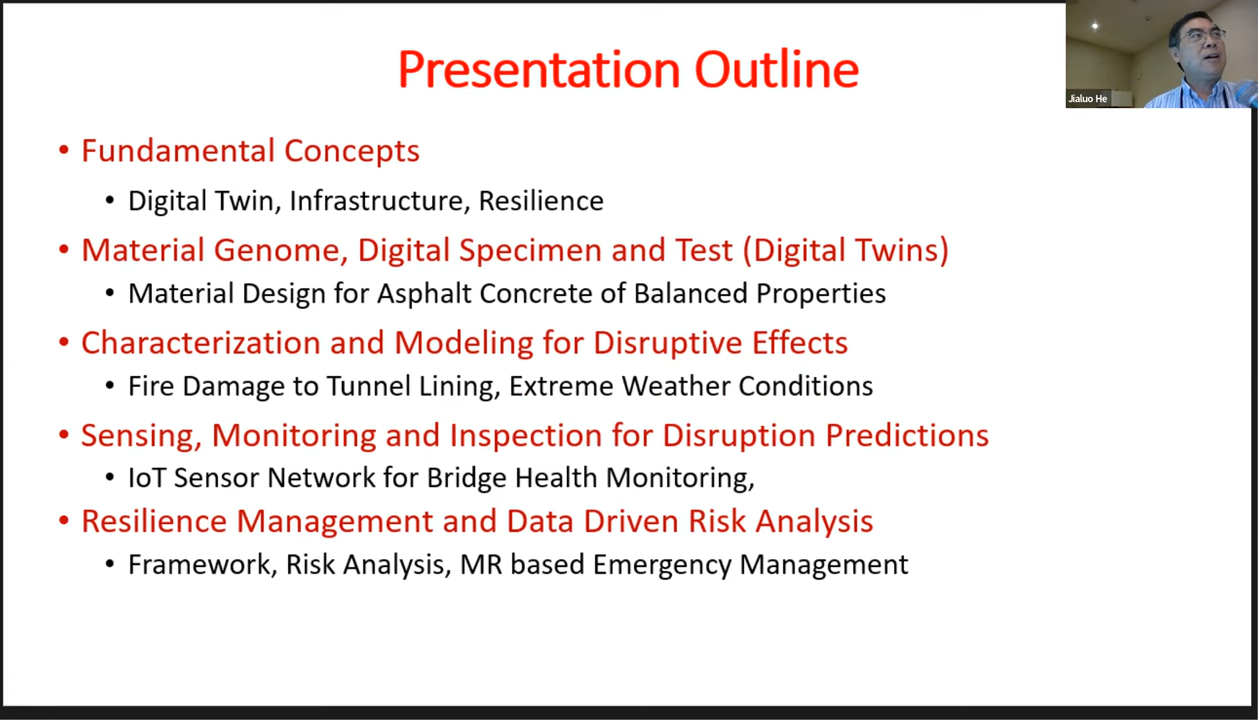 Presentation Outline
Jialuo He
• Fundamental Concepts
• Digital Twin, Infrastructure, Resilience
• Material Genome, Digital Specimen and Test (Digital Twins)
• Material Design for Asphalt Concrete of Balanced Properties
• Characterization and Modeling for Disruptive Effects
• Fire Damage to Tunnel Lining, Extreme Weather Conditions
• Sensing, Monitoring and Inspection for Disruption Predictions
• IoT Sensor Network for Bridge Health Monitoring,
• Resilience Management and Data Driven Risk Analysis
• Framework, Risk Analysis, MR based Emergency Management